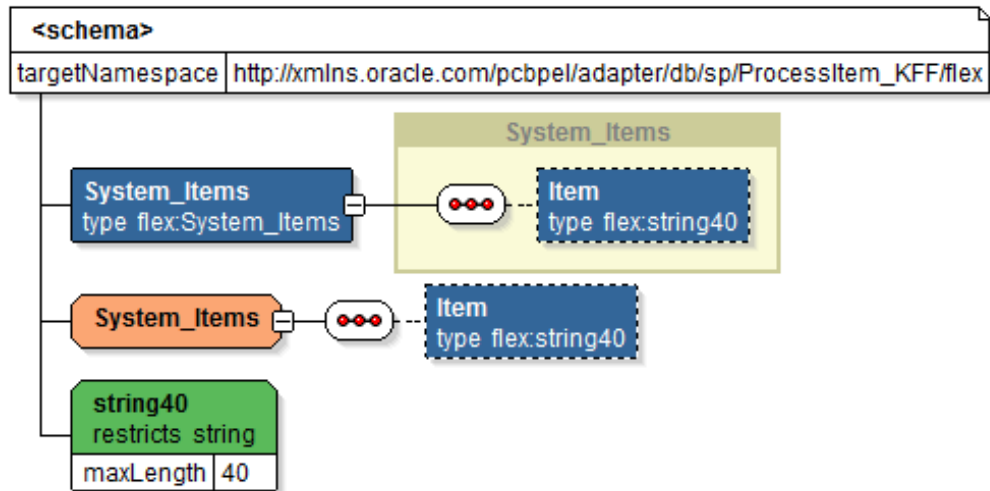 <schema>
targetNamespace http://xmlns.oracle.com/pcbpel/adapter/db/sp/ProcessItem_KFF/flex
System_Items
System_Items
type flex:System_Items
Item
type flex:string40
System_Items
Item
type flex:string40
string40
restricts string
maxLength 40